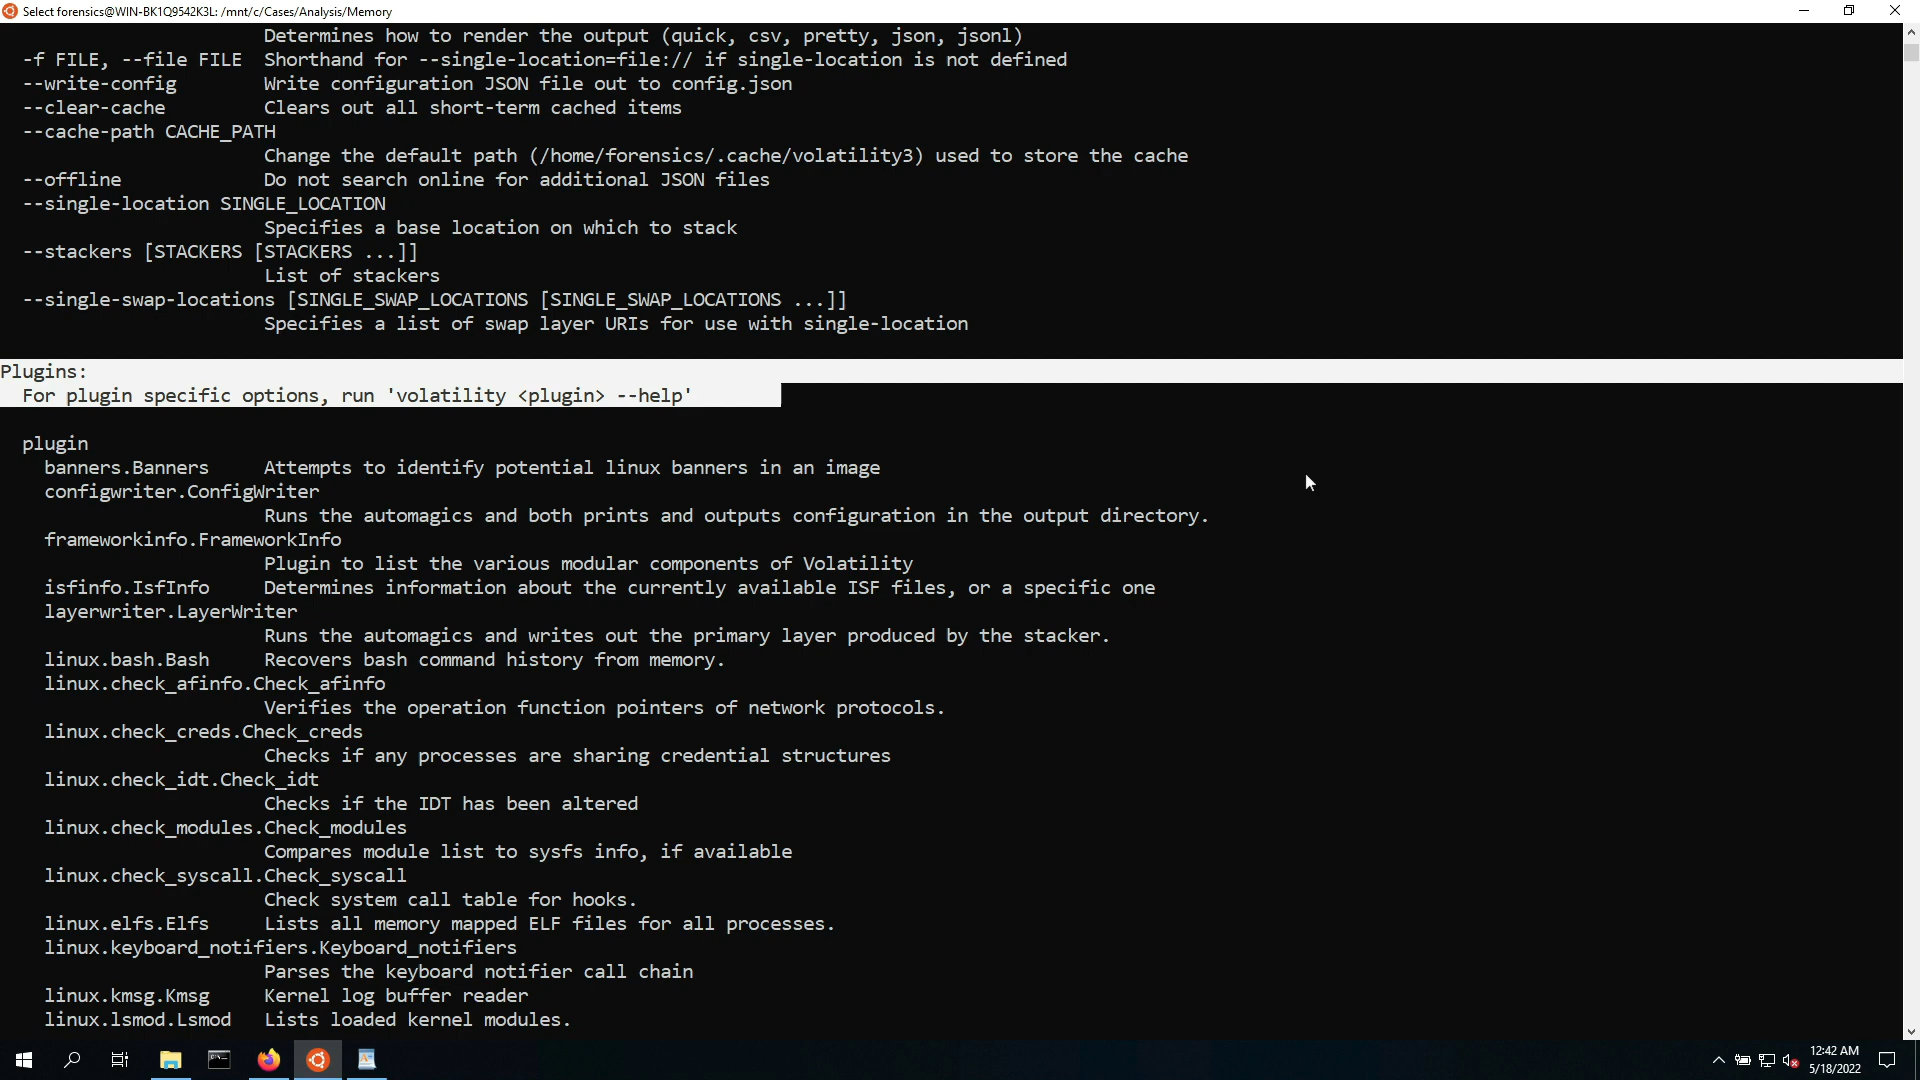 Select forensics@WIN-BK1Q9542K3L: /mnt/c/Cases/Analysis/Memory
Determines how to render the output (quick, csv, pretty, json, jsonl)
-f FILE, --file FILE  Shorthand for --single-location=file:// if single-location is not defined
--write-config        Write configuration JSON file out to config.json
--clear-cache         Clears out all short-term cached items
--cache-path CACHE_PATH
Change the default path (/home/forensics/.cache/volatility3) used to store the cache
--offline             Do not search online for additional JSON files
--single-location SINGLE_LOCATION
Specifies a base location on which to stack
--stackers [STACKERS [STACKERS ...]]
List of stackers
--single-swap-locations [SINGLE_SWAP_LOCATIONS [SINGLE_SWAP_LOCATIONS ...]]
Specifies a list of swap layer URIs for use with single-location
Plugins:
For plugin specific options, run 'volatility <plugin> --help'
plugin
banners.Banners     Attempts to identify potential linux banners in an image
configwriter.ConfigWriter
Runs the automagics and both prints and outputs configuration in the output directory.
frameworkinfo.FrameworkInfo
Plugin to list the various modular components of Volatility
isfinfo.IsfInfo     Determines information about the currently available ISF files, or a specific one
layerwriter.LayerWriter
Runs the automagics and writes out the primary layer produced by the stacker.
linux.bash.Bash     Recovers bash command history from memory.
linux.check_afinfo.Check_afinfo
Verifies the operation function pointers of network protocols.
linux.check_creds.Check_creds
Checks if any processes are sharing credential structures
linux.check_idt.Check_idt
Checks if the IDT has been altered
linux.check_modules.Check_modules
Compares module list to sysfs info, if available
linux.check_syscall.Check_syscall
Check system call table for hooks.
linux.elfs.Elfs     Lists all memory mapped ELF files for all processes.
linux.keyboard_notifiers.Keyboard_notifiers
Parses the keyboard notifier call chain
linux.kmsg.Kmsg     Kernel log buffer reader
linux.lsmod.Lsmod   Lists loaded kernel modules.
12:42 AM
5/18/2022